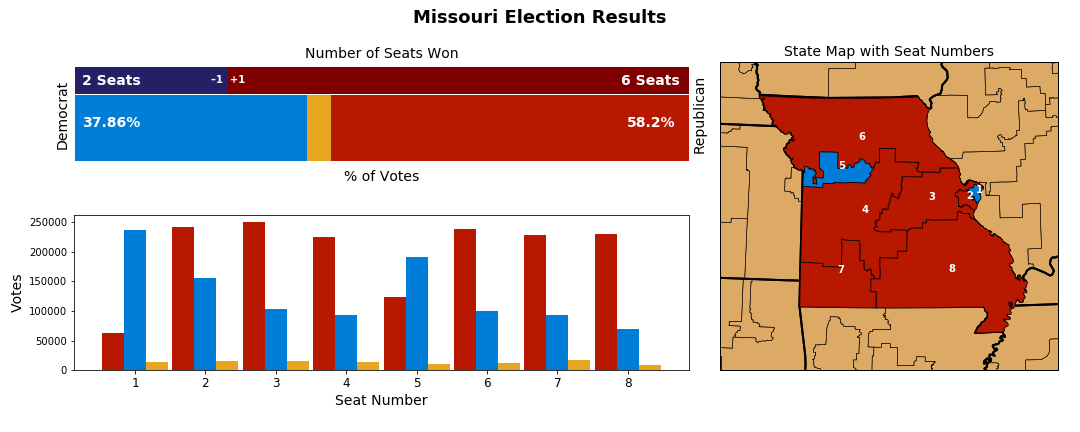 Missouri Election Results
Number of Seats Won
2 Seats
-1
+1
6 Seats
Democrat
Republican
37.86%
58.2%
% of Votes
Votes
250000
200000
150000
100000
50000
0
1 2 3 4 5 6 7 8
Seat Number
State Map with Seat Numbers
6
5
1
2
3
4
7
8